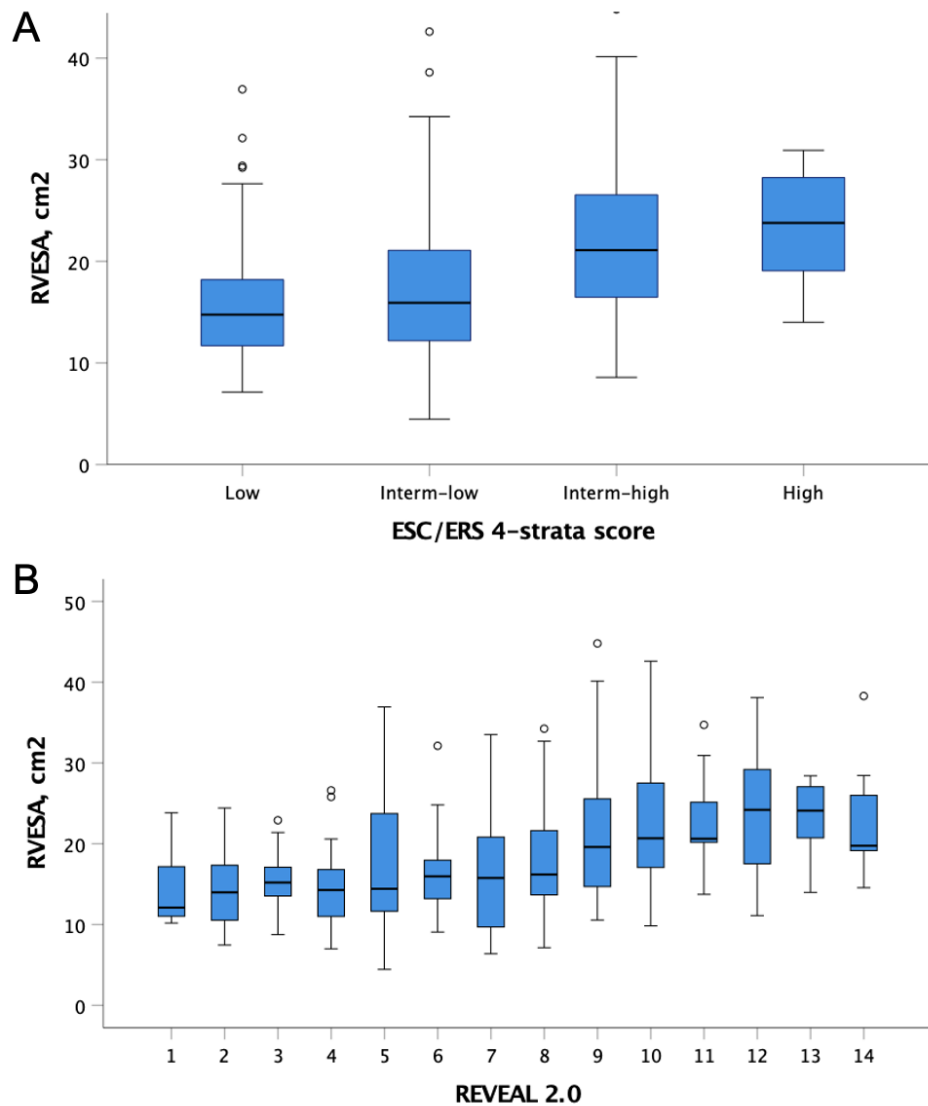 A
40
30
20
10
0
RVESA, cm2
Low Interm-low Interm-high High
ESC/ERS 4-strata score
B
50
40
30
20
10
0
RVESA, cm2
1 2 3 4 5 6 7 8 9 10 11 12 13 14
REVEAL 2.0